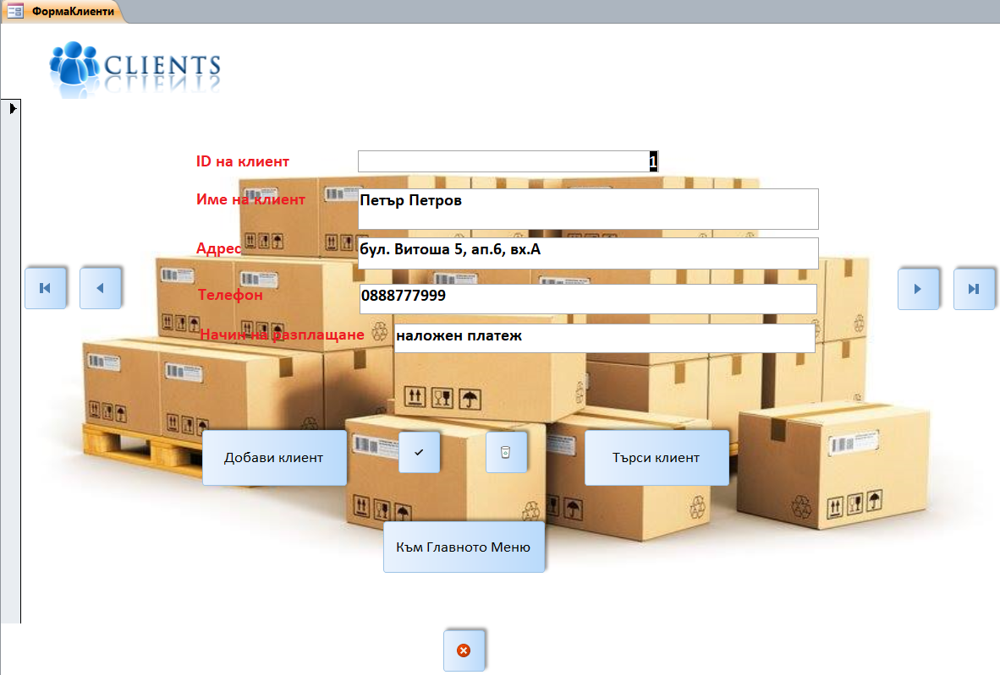 ФормаКлиенти
CLIENTS
ID на клиент 1
Име на клиент Петър Петров
Адрес бул. Витоша 5, ап.6, вх.А
Телефон 0888777999
Начин на разплащане наложен платеж
Добави клиент Търси клиент
Към Главното Меню